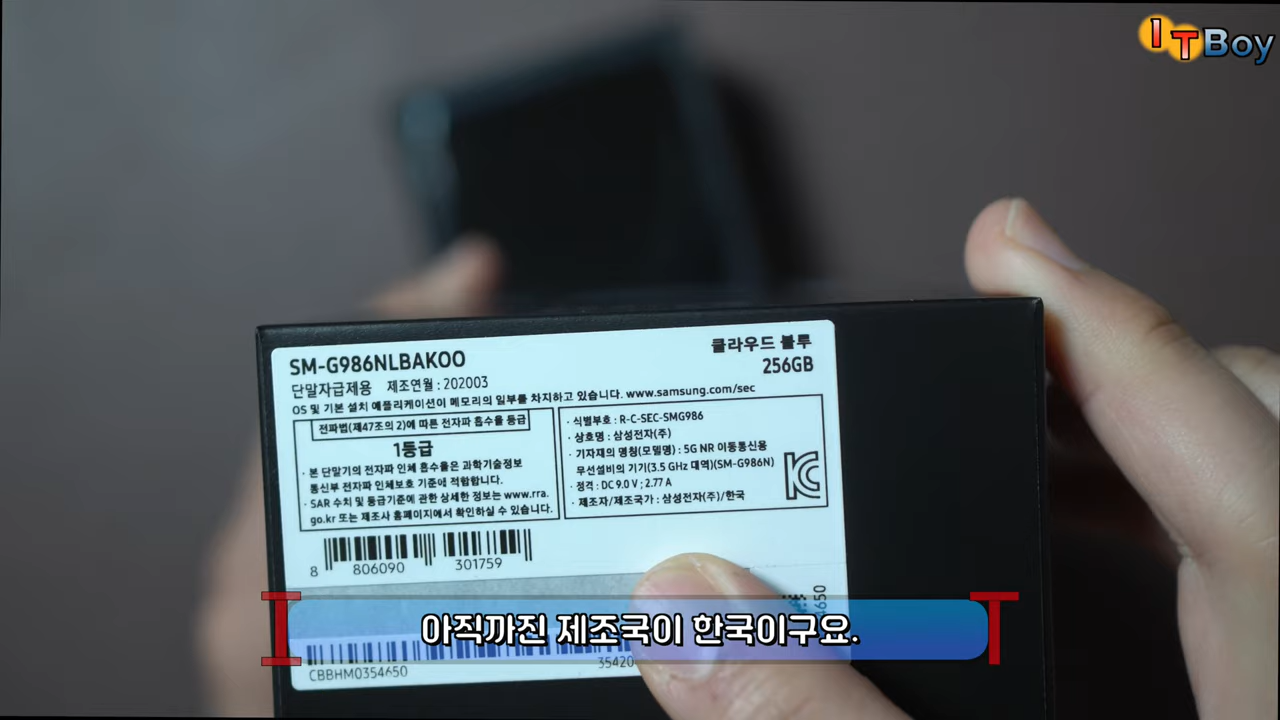 ITBoy
SM-G986NLBAKOO
클라우드 블루
256GB
단말자급제용 제조연월 : 202003
OS 및 기본 설치 애플리케이션이 메모리의 일부를 차지하고 있습니다. www.samsung.com/sec
전파법(제47조의 2)에 따른 전자파 흡수율 등급
1등급
· 본 단말기의 전자파 인체 흡수율은 과학기술정보
통신부 전자파 인체보호 기준에 적합합니다.
· SAR 수치 및 등급기준에 관한 상세한 정보는 www.rra.
go.kr 또는 제조사 홈페이지에서 확인하실 수 있습니다.
· 식별부호 : R-C-SEC-SMG986
· 상호명 : 삼성전자(주)
· 기자재의 명칭(모델명) : 5G NR 이동통신용
무선설비의 기기(3.5 GHz 대역)(SM-G986N)
· 정격 : DC 9.0 V ; 2.77 A
· 제조자/제조국가 : 삼성전자(주)/한국
8 806090 301759
4650
아직까진 제조국이 한국이구요.
CBBHM0354650
35420